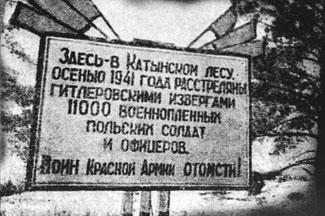 Здесь-в Катынском лесу.
осенью 1941 года расстреляны
гитлеровскими извергами
11000 военнопленных
польских солдат
и офицеров.
Воин Красной Армии отомсти!